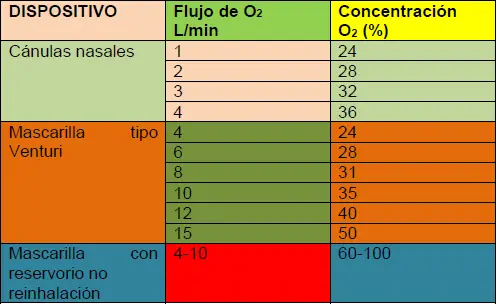 DISPOSITIVO Flujo de O2 Concentración
L/min O2 (%)
Cánulas nasales 1 24
2 28
3 32
4 36
Mascarilla tipo 4 24
Venturi 6 28
8 31
10 35
12 40
15 50
Mascarilla con 4-10 60-100
reservorio no
reinhalación